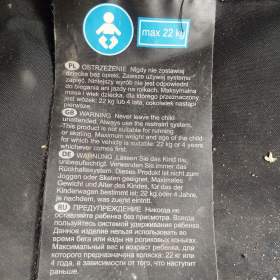 max 22 kg
PL OSTRZEŻENIE Nigdy nie zostawiaj
dziecka bez opieki. Zawsze używaj systemu
zapięć. Niniejszy wyrób nie jest odpowiedni
do biegania ani jazdy na rolkach. Maksymalna
masa i wiek dziecka, dla którego przeznaczony
jest wózek: 22 kg lub 4 lata, cokolwiek nastąpi
pierwsze.
GB WARNING Never leave the child
unattended. Always use the restraint system.
This product is not suitable for running
or skating. Maximum weight and age of the child
for which the vehicle is suitable: 22 kg or 4 years
whichever comes first.
DE WARNUNG Lassen Sie das Kind nie
unbeaufsichtigt. Verwenden Sie immer das
Rückhaltesystem. Dieses Produkt ist nicht zum
Joggen oder Skaten geeignet. Maximales
Gewicht und Alter des Kindes, für das der
Kinderwagen bestimmt ist: 22 kg oder 4 Jahre,
je nachdem, was zuerst eintritt.
RU ПРЕДУПРЕЖДЕНИЕ. Никогда не
оставляйте ребенка без присмотра. Всегда
используйте систему удерживания ребенка.
Данное изделие нельзя использовать во
время бега или езды на роликовых коньках.
Максимальный вес и возраст ребенка, для
которого предназначена коляска: 22 кг или
4 года, в зависимости от того, что наступит
раньше.